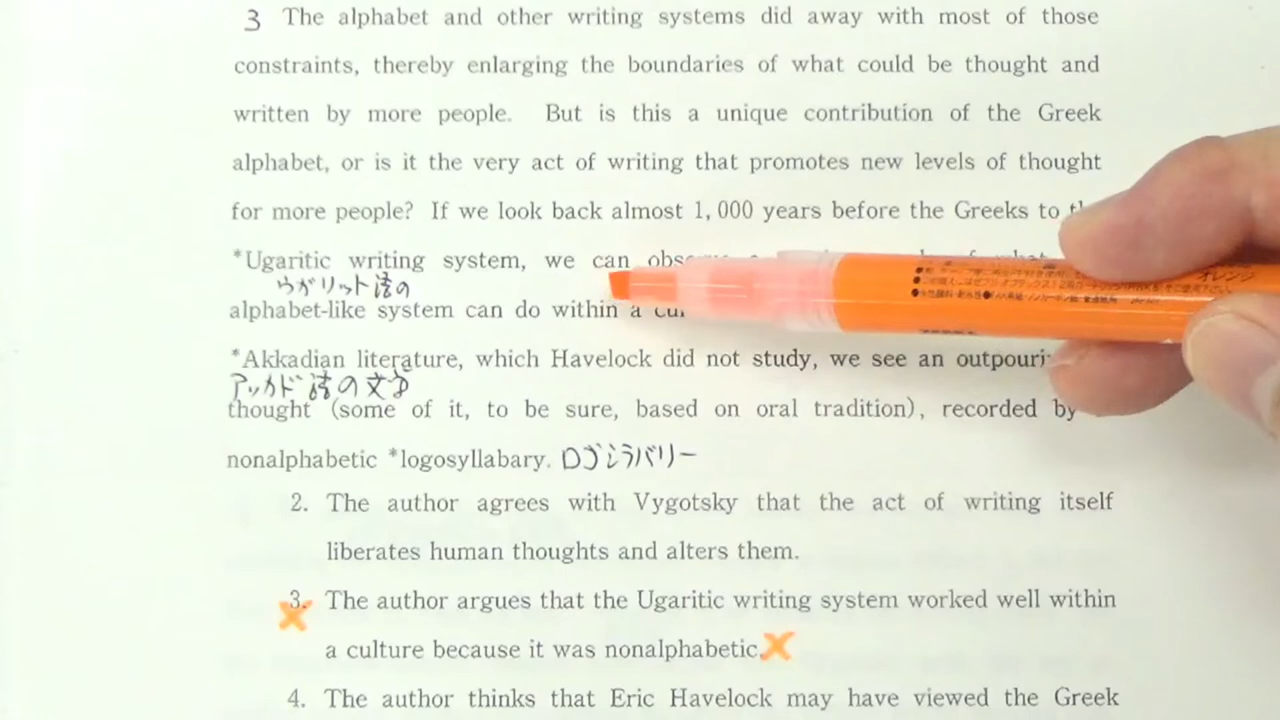 3 The alphabet and other writing systems did away with most of those
constraints, thereby enlarging the boundaries of what could be thought and
written by more people. But is this a unique contribution of the Greek
alphabet, or is it the very act of writing that promotes new levels of thought
for more people? If we look back almost 1,000 years before the Greeks to
*Ugaritic writing system, we can
ウガリット語の
alphabet-like system can do within a
*Akkadian literature, which Havelock did not study, we see an
アッカド語の文字
thought (some of it, to be sure, based on oral tradition), recorded by
nonalphabetic *logosyllabary. ロゴシラバリー
2. The author agrees with Vygotsky that the act of writing itself
liberates human thoughts and alters them.
3. The author argues that the Ugaritic writing system worked well within
a culture because it was nonalphabetic.
4. The author thinks that Eric Havelock may have viewed the Greek
オレンジ